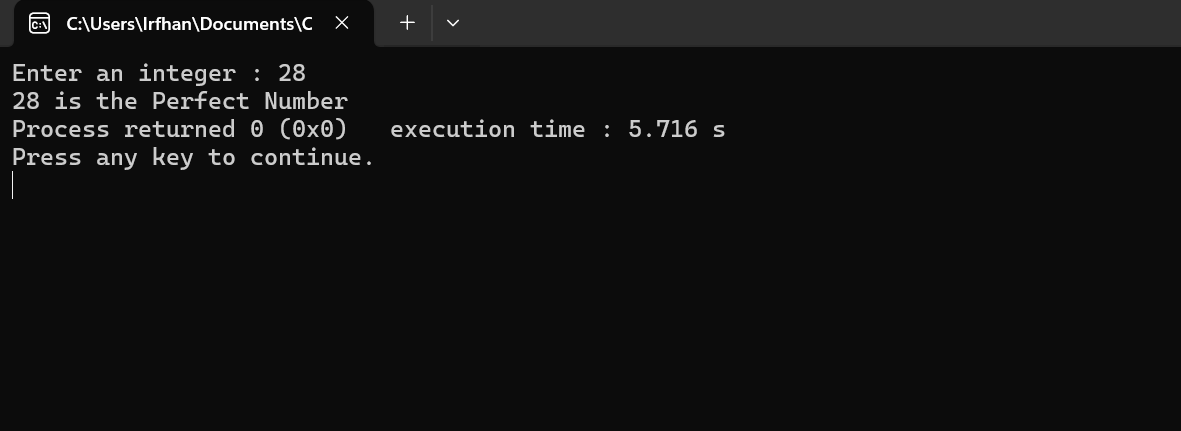 C:\Users\Irfhan\Documents\C
Enter an integer : 28
28 is the Perfect Number
Process returned 0 (0x0)   execution time : 5.716 s
Press any key to continue.